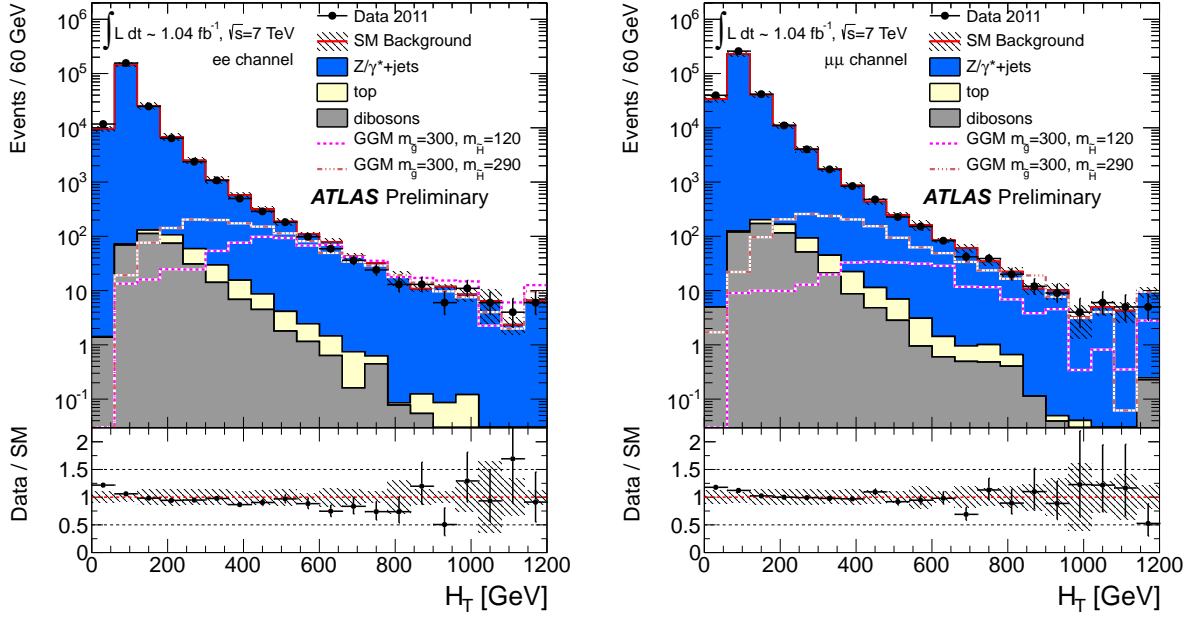 Events / 60 GeV
10⁶
10⁵
10⁴
10³
10²
10
1
10⁻¹
∫ L dt ~ 1.04 fb⁻¹, √s=7 TeV
ee channel
Data 2011
SM Background
Z/γ*+jets
top
dibosons
GGM m_g̃=300, m_H̃=120
GGM m_g̃=300, m_H̃=290
ATLAS Preliminary
Data / SM
2
1.5
1
0.5
0
0 200 400 600 800 1000 1200
H_T [GeV]
Events / 60 GeV
10⁶
10⁵
10⁴
10³
10²
10
1
10⁻¹
∫ L dt ~ 1.04 fb⁻¹, √s=7 TeV
μμ channel
Data 2011
SM Background
Z/γ*+jets
top
dibosons
GGM m_g̃=300, m_H̃=120
GGM m_g̃=300, m_H̃=290
ATLAS Preliminary
Data / SM
2
1.5
1
0.5
0
0 200 400 600 800 1000 1200
H_T [GeV]